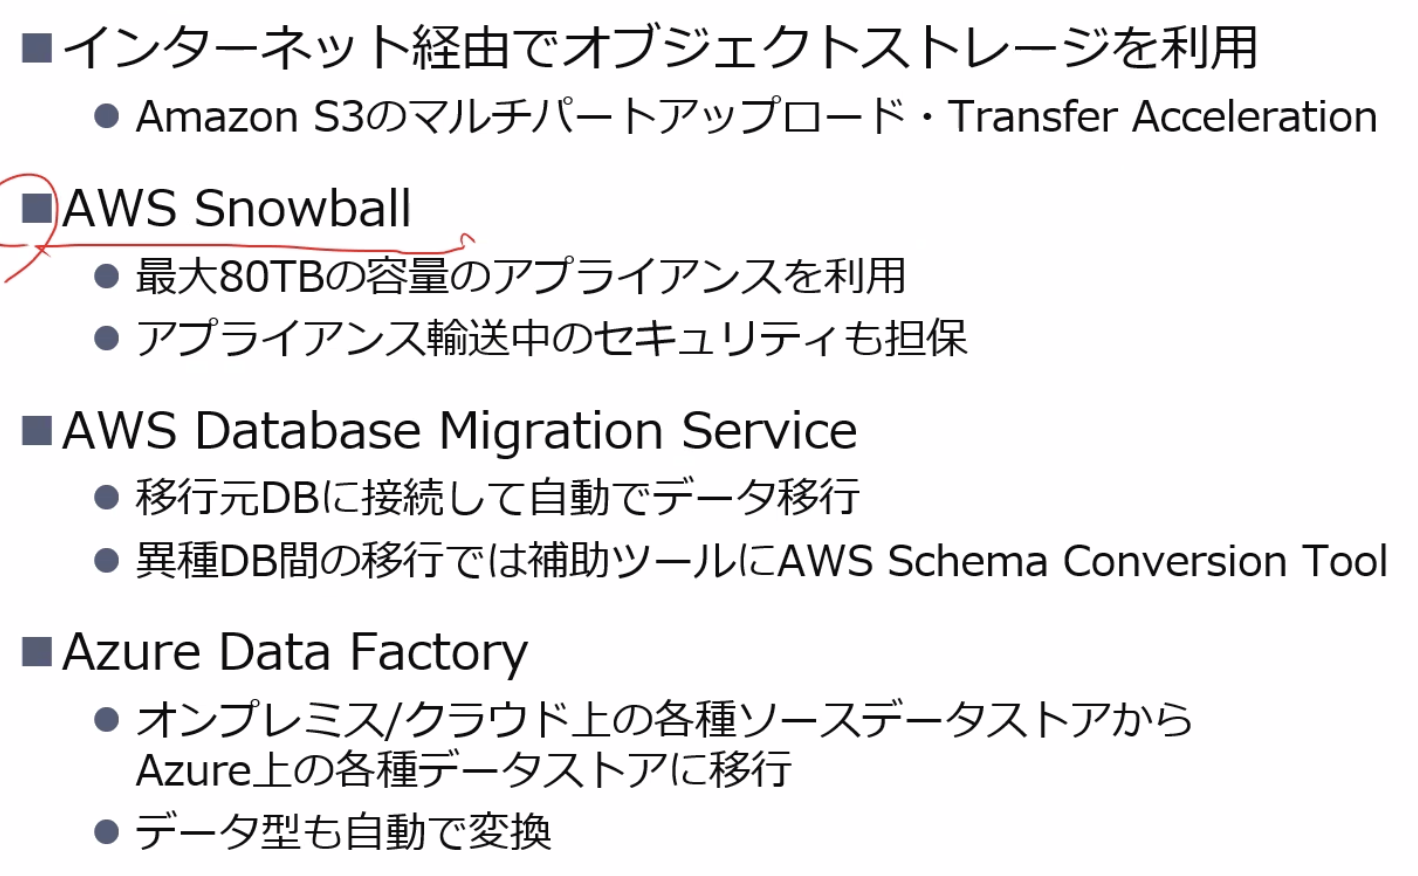 ■インターネット経由でオブジェクトストレージを利用
● Amazon S3のマルチパートアップロード・Transfer Acceleration
■AWS Snowball
● 最大80TBの容量のアプライアンスを利用
● アプライアンス輸送中のセキュリティも担保
■AWS Database Migration Service
● 移行元DBに接続して自動でデータ移行
● 異種DB間の移行では補助ツールにAWS Schema Conversion Tool
■Azure Data Factory
● オンプレミス/クラウド上の各種ソースデータストアから
Azure上の各種データストアに移行
● データ型も自動で変換